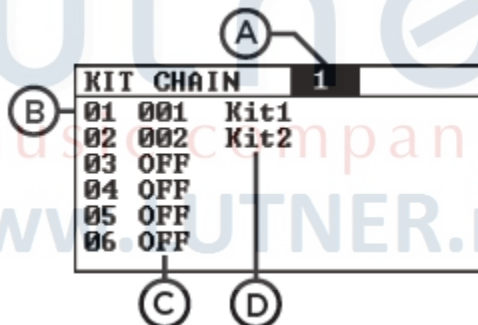 A
KIT CHAIN 1
B 01 001 Kit1
02 002 Kit2
03 OFF
04 OFF
05 OFF
06 OFF
C D